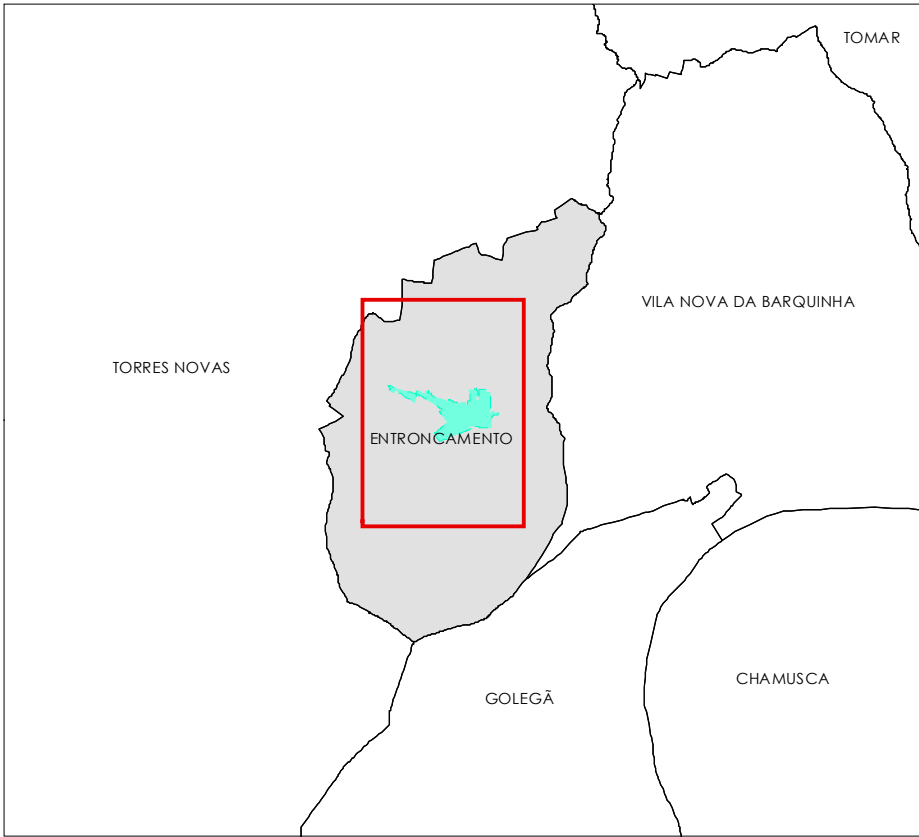 TOMAR
VILA NOVA DA BARQUINHA
TORRES NOVAS
ENTRONCAMENTO
CHAMUSCA
GOLEGÃ